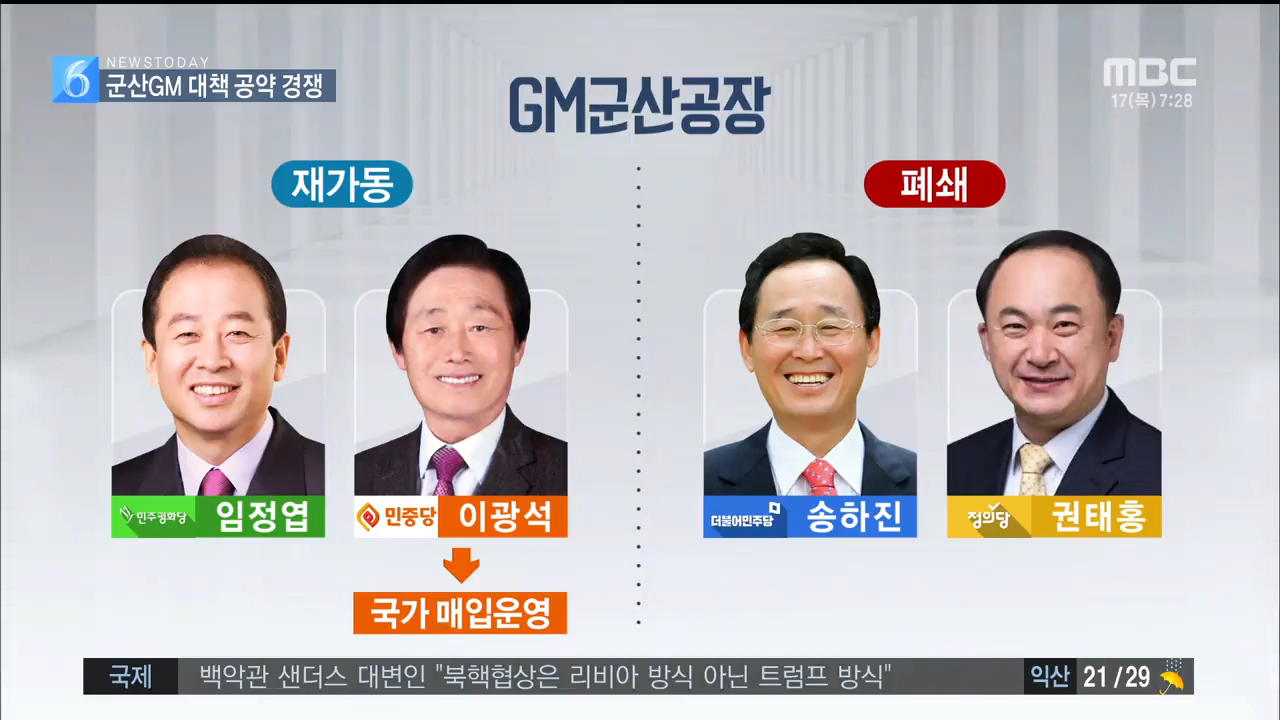 NEWSTODAY
6 군산GM 대책 공약 경쟁
MBC
17(목) 7:28
GM군산공장
재가동
폐쇄
민주평화당 임정엽
민중당 이광석
더불어민주당 송하진
정의당 권태홍
국가 매입운영
국제 백악관 샌더스 대변인 "북핵협상은 리비아 방식 아닌 트럼프 방식" 익산 21/29